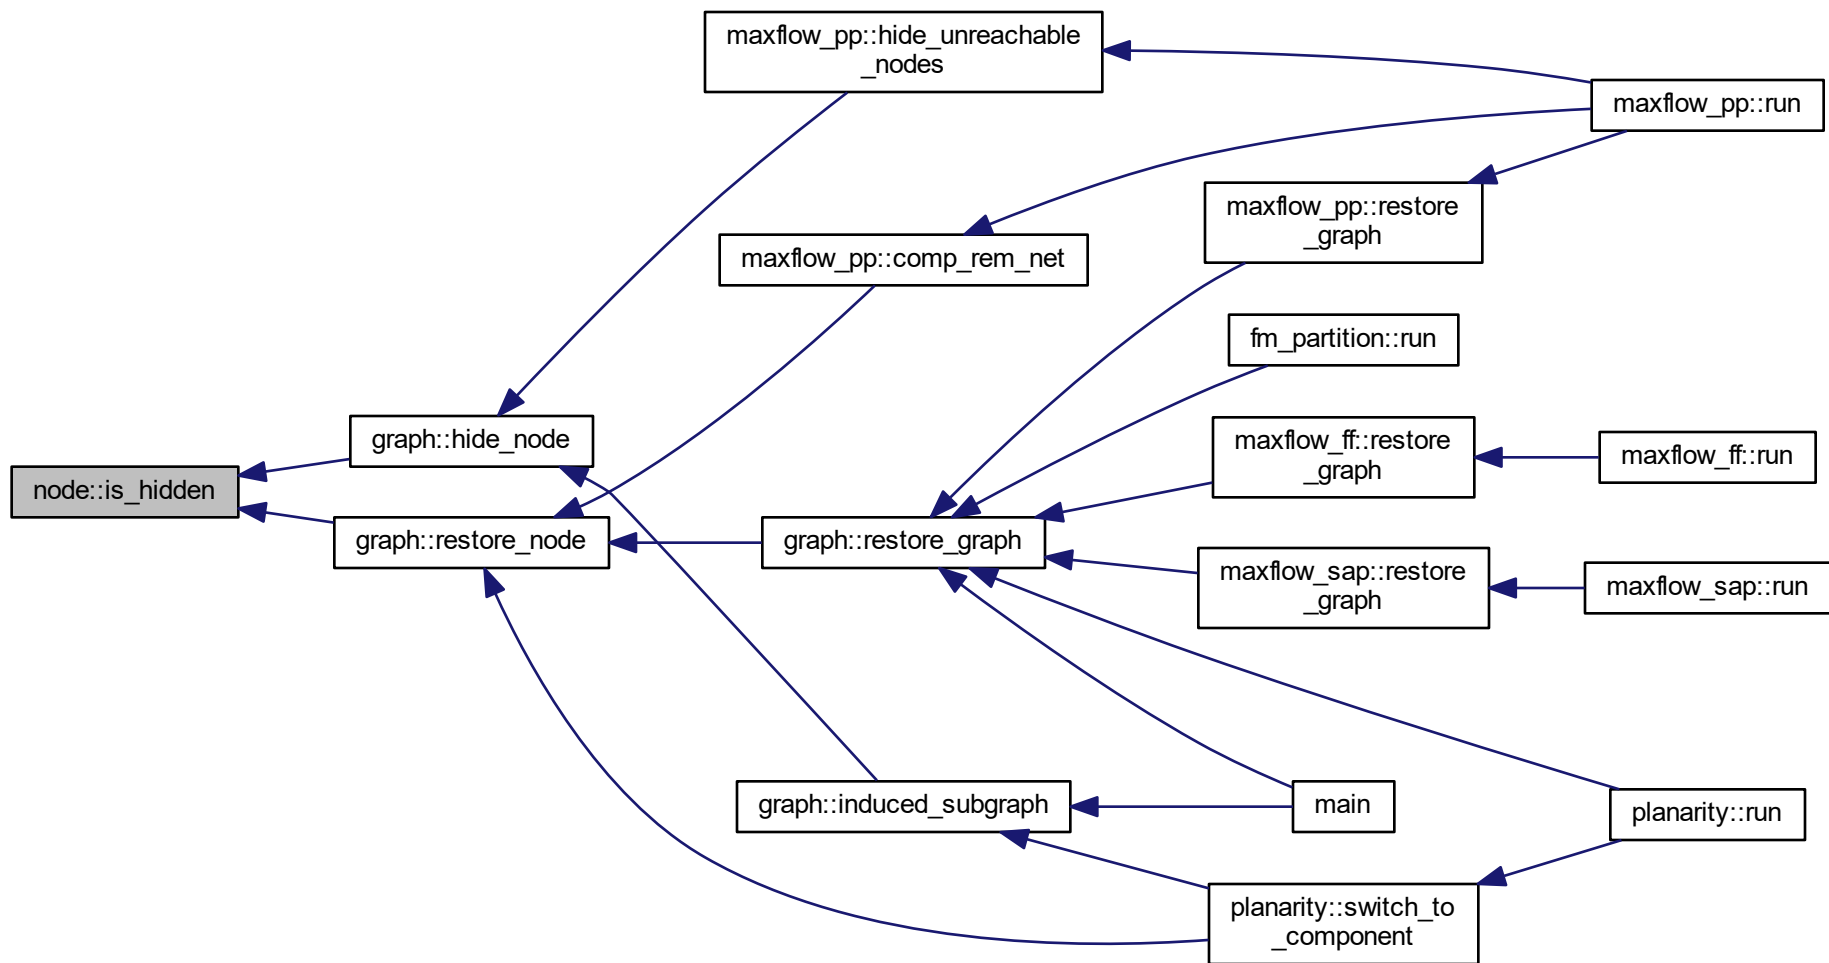 maxflow_pp::hide_unreachable
_nodes
maxflow_pp::run
maxflow_pp::restore
_graph
maxflow_pp::comp_rem_net
fm_partition::run
graph::hide_node
maxflow_ff::restore
_graph
maxflow_ff::run
node::is_hidden
graph::restore_node
graph::restore_graph
maxflow_sap::restore
_graph
maxflow_sap::run
graph::induced_subgraph
main
planarity::run
planarity::switch_to
_component